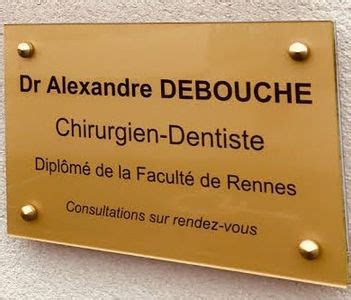 Dr Alexandre DEBOUCHE
Chirurgien-Dentiste
Diplômé de la Faculté de Rennes
Consultations sur rendez-vous